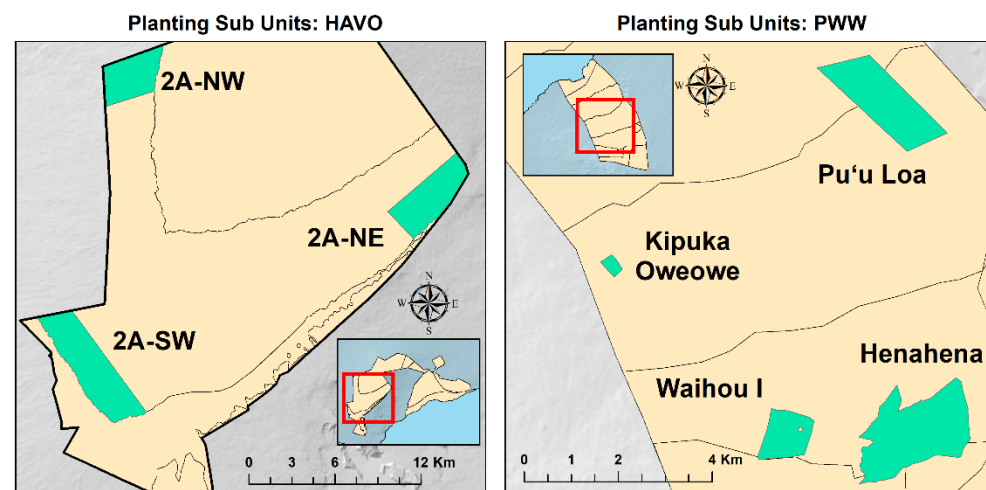 Planting Sub Units: HAVO
2A-NW
2A-NE
2A-SW
N
W E
S
0 3 6 12 Km
Planting Sub Units: PWW
N
W E
S
Puʻu Loa
Kipuka
Oweowe
Henahena
Waihou I
0 1 2 4 Km